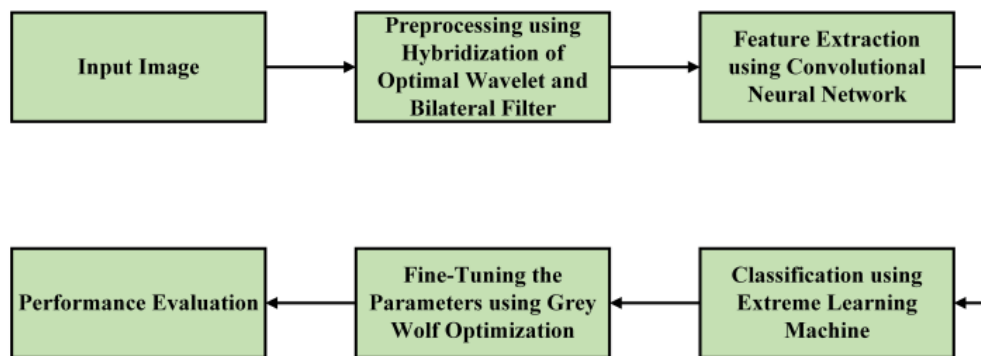 Input Image
Preprocessing using
Hybridization of
Optimal Wavelet and
Bilateral Filter
Feature Extraction
using Convolutional
Neural Network
Classification using
Extreme Learning
Machine
Fine-Tuning the
Parameters using Grey
Wolf Optimization
Performance Evaluation